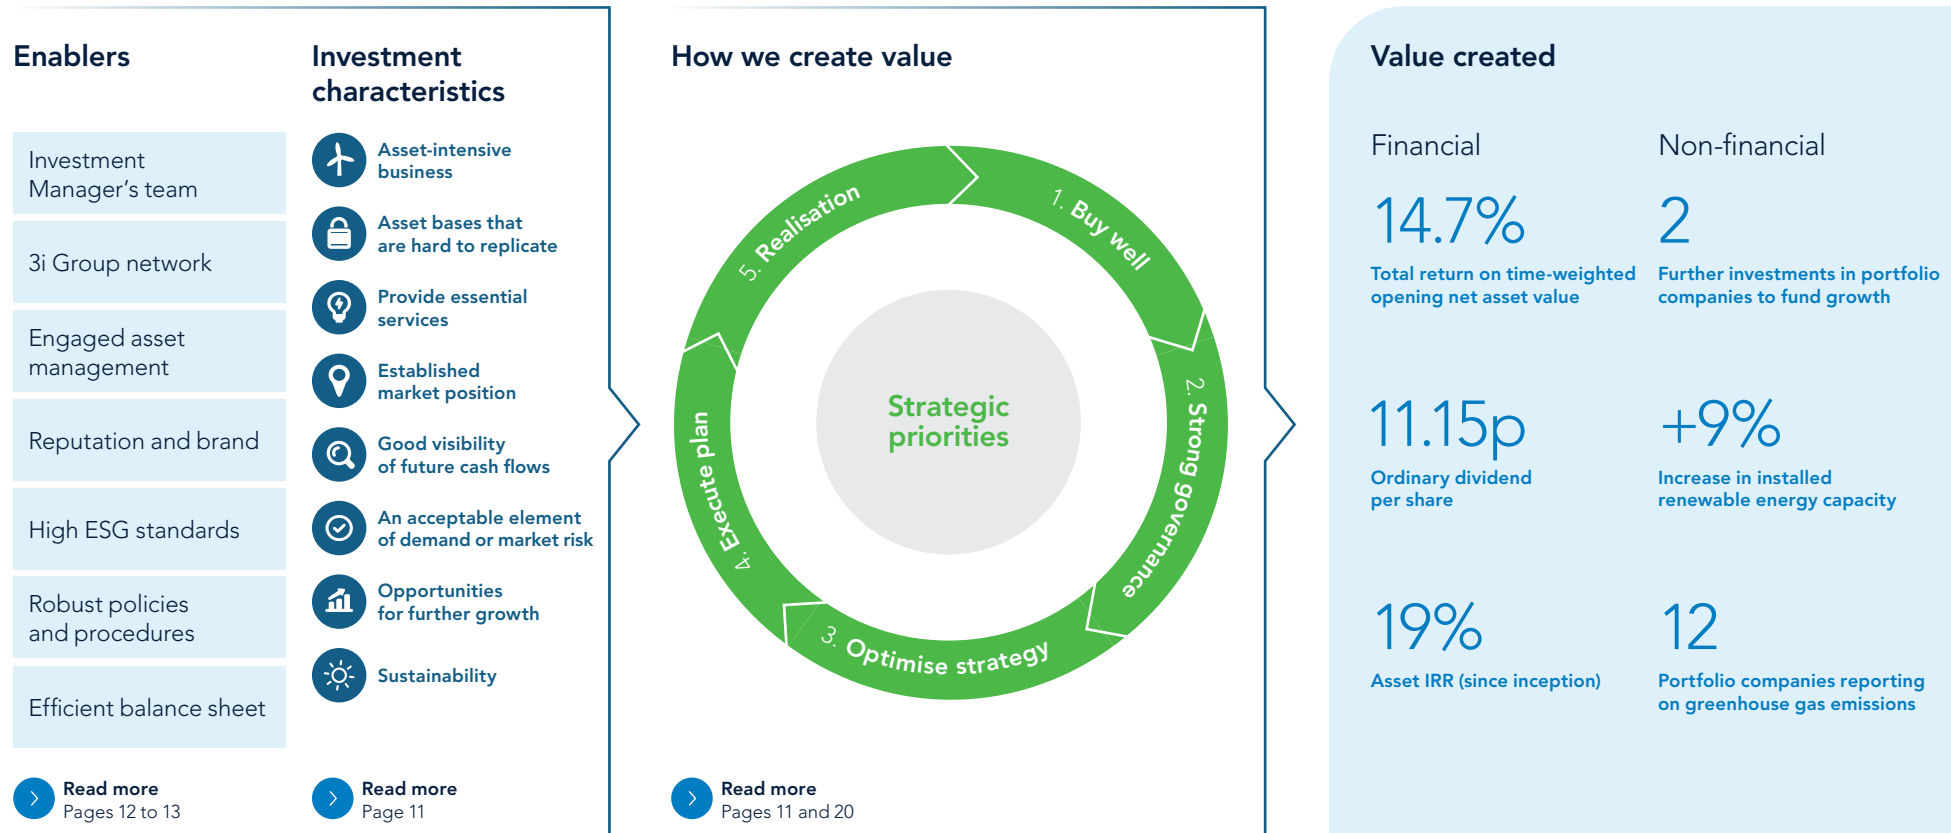 Enablers
Investment
Manager's team
3i Group network
Engaged asset
management
Reputation and brand
High ESG standards
Robust policies
and procedures
Efficient balance sheet
Read more
Pages 12 to 13
Investment
characteristics
Asset-intensive
business
Asset bases that
are hard to replicate
Provide essential
services
Established
market position
Good visibility
of future cash flows
An acceptable element
of demand or market risk
Opportunities
for further growth
Sustainability
Read more
Page 11
How we create value
1. Buy well
2. Strong governance
3. Optimise strategy
4. Execute plan
5. Realisation
Strategic
priorities
Read more
Pages 11 and 20
Value created
Financial
14.7%
Total return on time-weighted
opening net asset value
11.15p
Ordinary dividend
per share
19%
Asset IRR (since inception)
Non-financial
2
Further investments in portfolio
companies to fund growth
+9%
Increase in installed
renewable energy capacity
12
Portfolio companies reporting
on greenhouse gas emissions